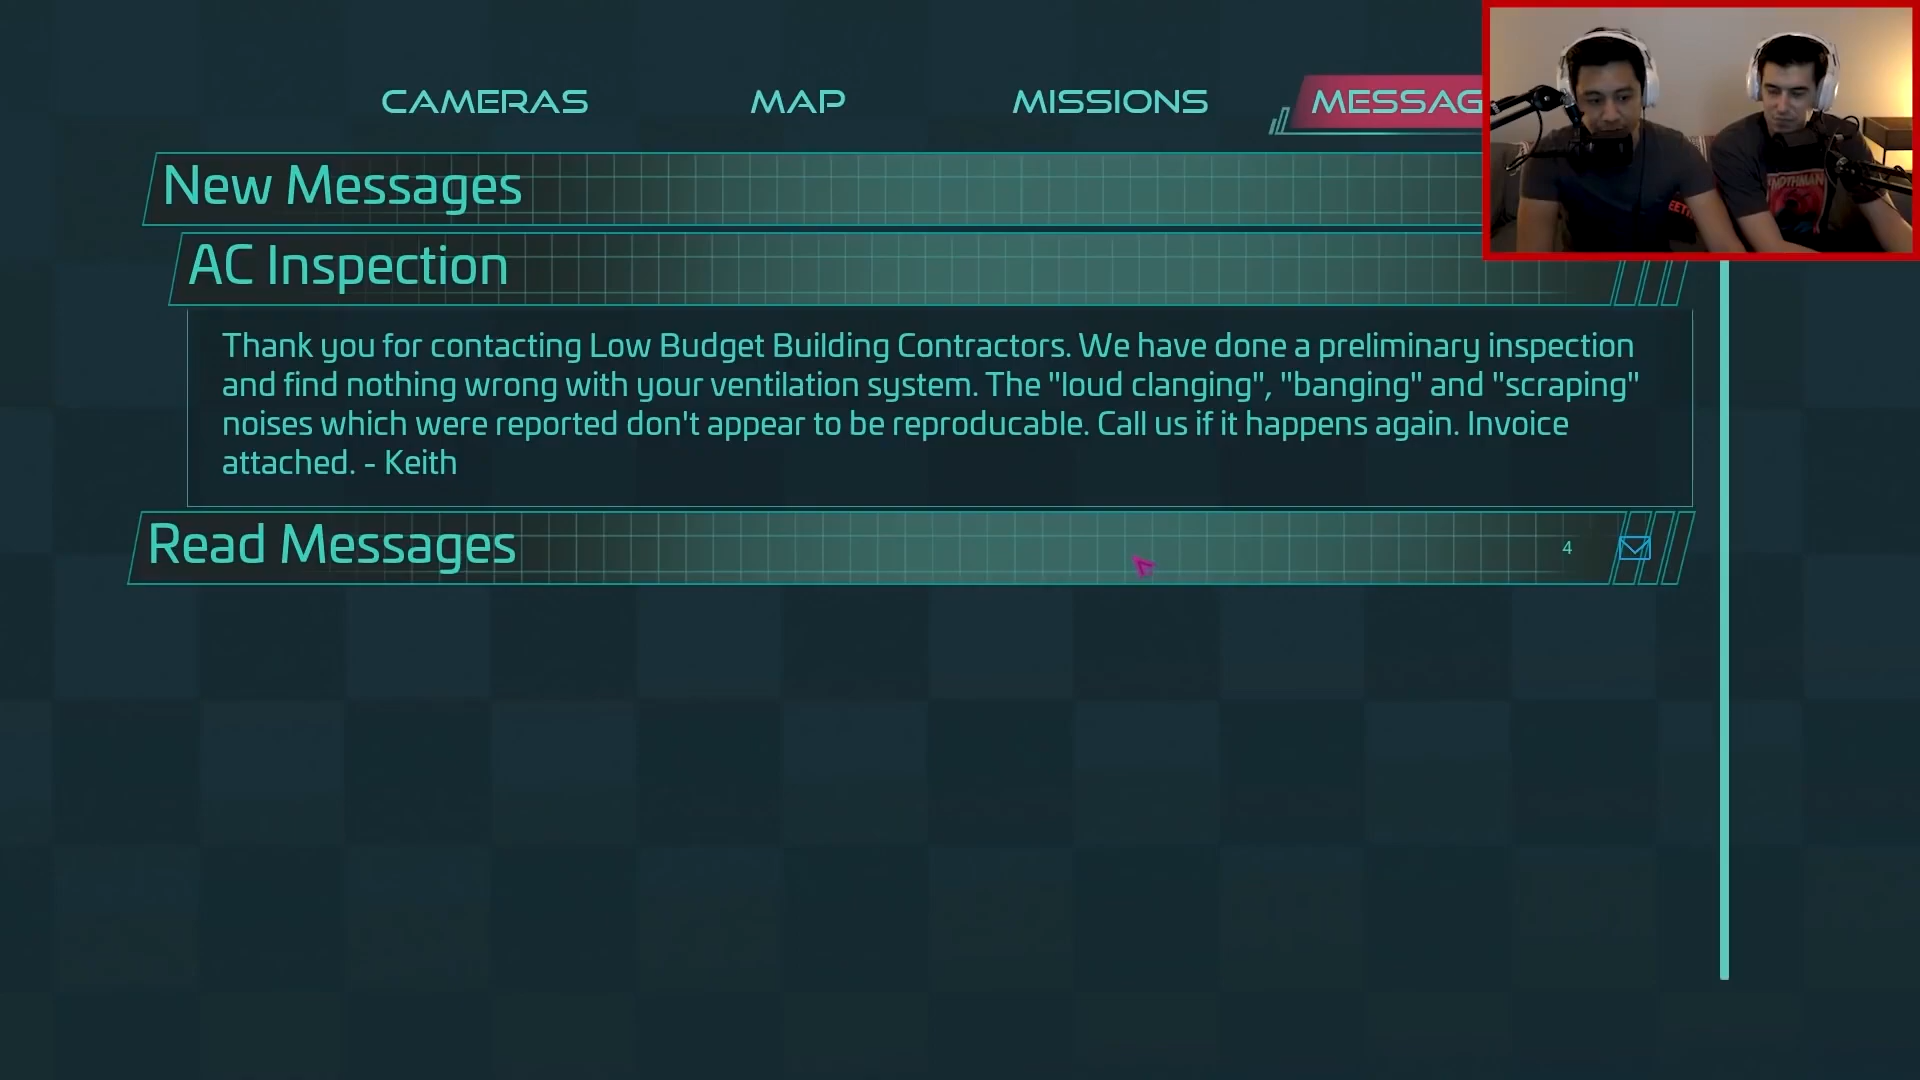 CAMERAS MAP MISSIONS MESSAG
New Messages
AC Inspection
Thank you for contacting Low Budget Building Contractors. We have done a preliminary inspection
and find nothing wrong with your ventilation system. The "loud clanging", "banging" and "scraping"
noises which were reported don't appear to be reproducable. Call us if it happens again. Invoice
attached. - Keith
Read Messages 4
MOTHMAN